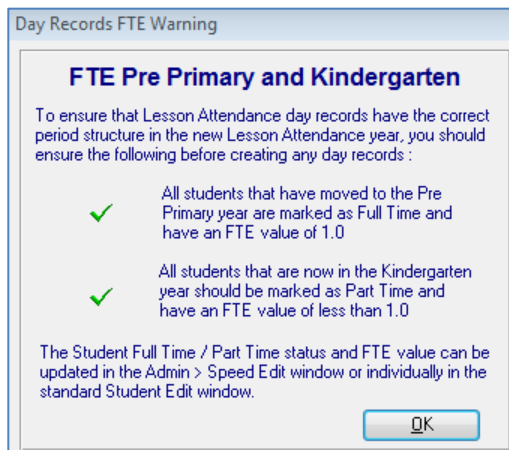 Day Records FTE Warning
FTE Pre Primary and Kindergarten
To ensure that Lesson Attendance day records have the correct
period structure in the new Lesson Attendance year, you should
ensure the following before creating any day records :
All students that have moved to the Pre
Primary year are marked as Full Time and
have an FTE value of 1.0
All students that are now in the Kindergarten
year should be marked as Part Time and
have an FTE value of less than 1.0
The Student Full Time / Part Time status and FTE value can be
updated in the Admin > Speed Edit window or individually in the
standard Student Edit window.
OK